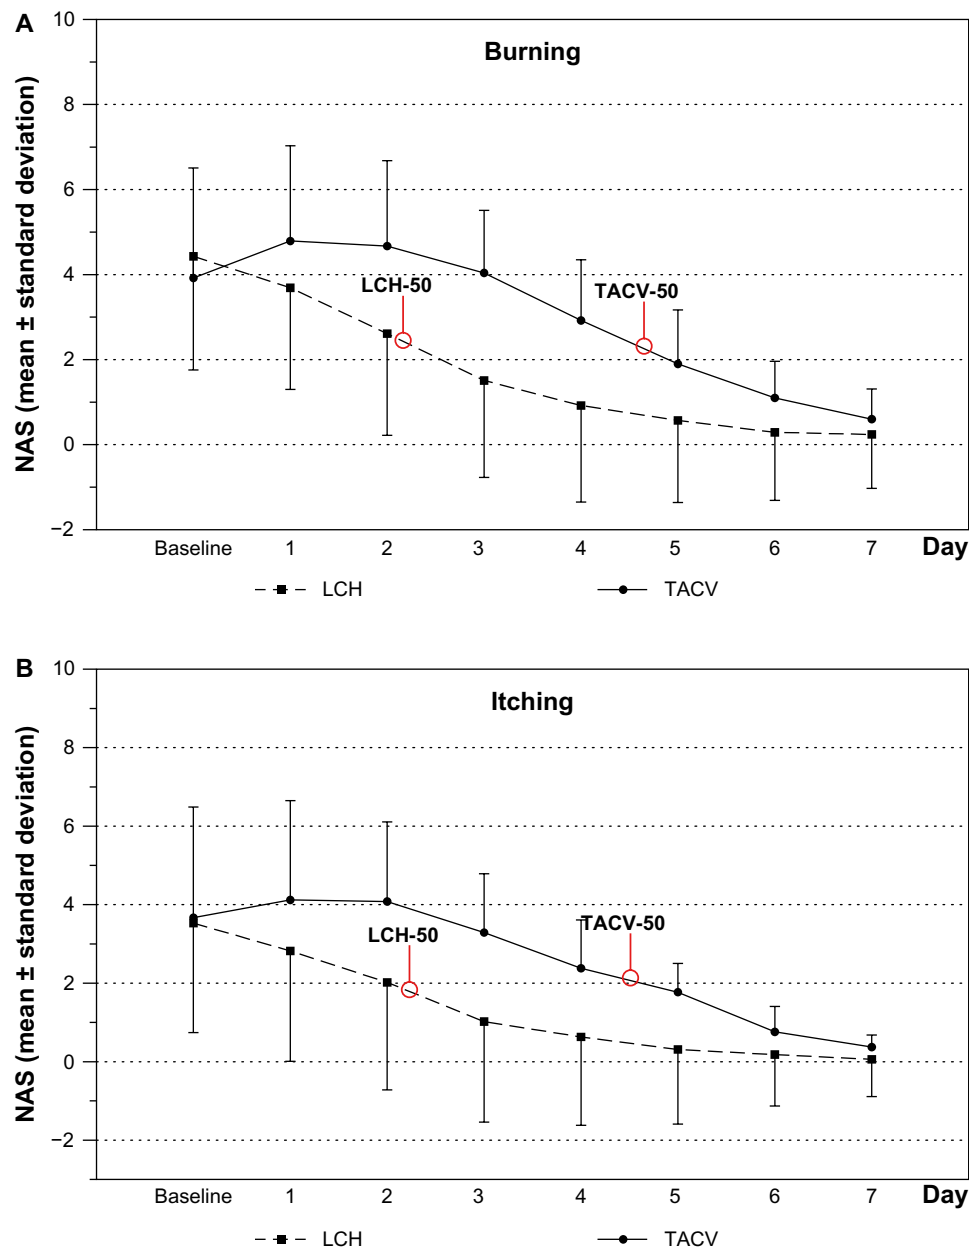 A
Burning
NAS (mean ± standard deviation)
10
8
6
4
2
0
−2
LCH-50
TACV-50
Baseline 1 2 3 4 5 6 7 Day
LCH TACV
B
Itching
NAS (mean ± standard deviation)
10
8
6
4
2
0
−2
LCH-50
TACV-50
Baseline 1 2 3 4 5 6 7 Day
LCH TACV